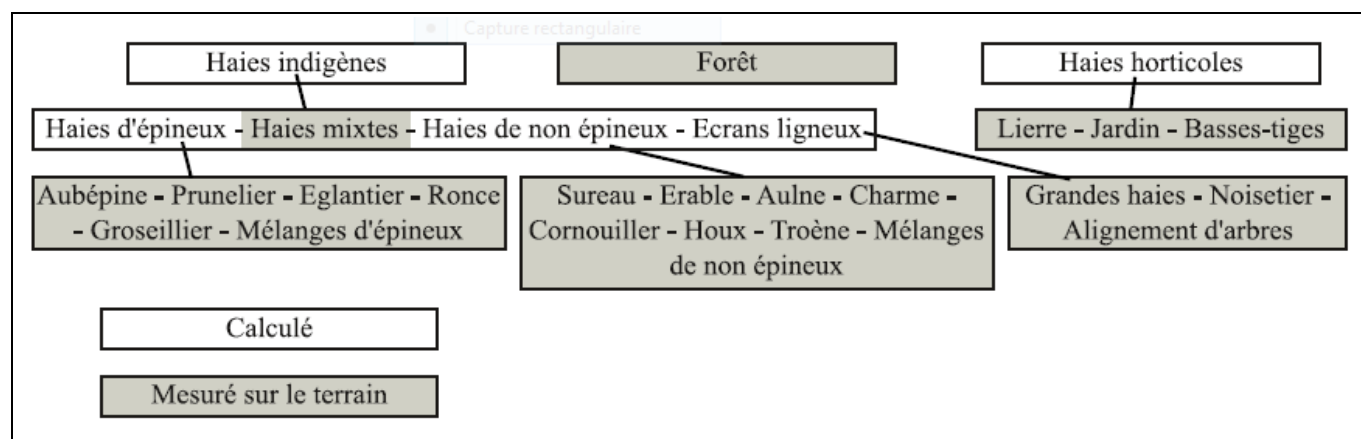 Capture rectangulaire
Haies indigènes
Forêt
Haies horticoles
Haies d'épineux - Haies mixtes - Haies de non épineux - Ecrans ligneux
Lierre - Jardin - Basses-tiges
Aubépine - Prunelier - Eglantier - Ronce
- Groseillier - Mélanges d'épineux
Sureau - Erable - Aulne - Charme -
Cornouiller - Houx - Troène - Mélanges
de non épineux
Grandes haies - Noisetier -
Alignement d'arbres
Calculé
Mesuré sur le terrain